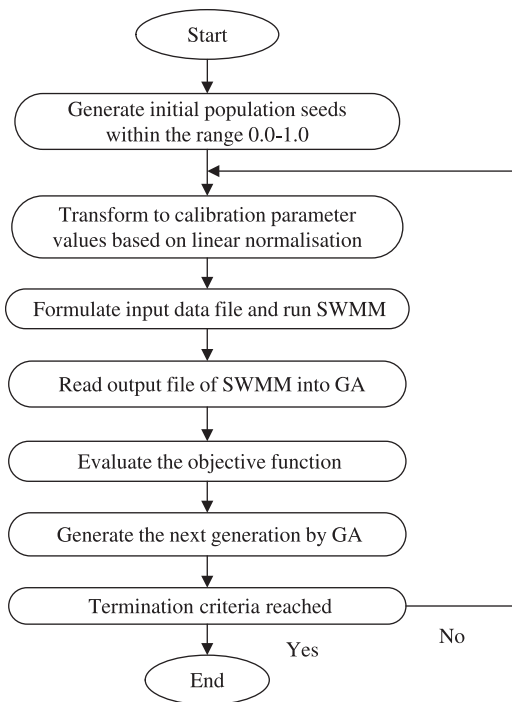 Start
Generate initial population seeds
within the range 0.0-1.0
Transform to calibration parameter
values based on linear normalisation
Formulate input data file and run SWMM
Read output file of SWMM into GA
Evaluate the objective function
Generate the next generation by GA
Termination criteria reached
Yes
No
End